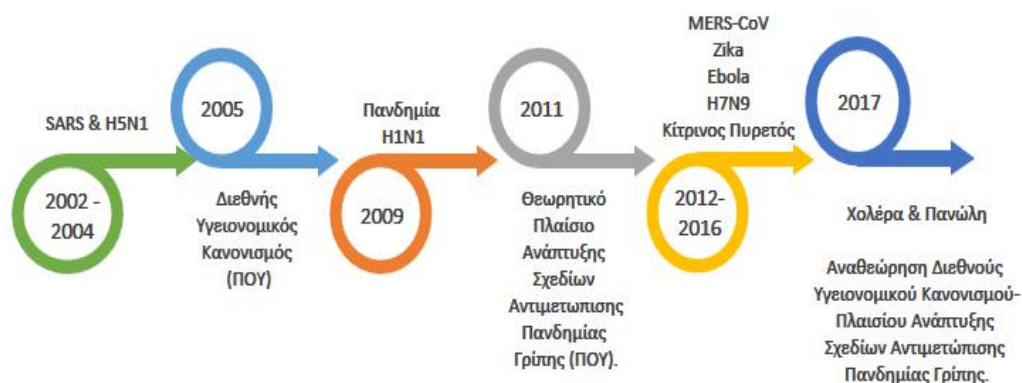 SARS & H5N1
2002 -
2004
2005
Διεθνής
Υγειονομικός
Κανονισμός
(ΠΟΥ)
Πανδημία
H1N1
2009
2011
Θεωρητικό
Πλαίσιο
Ανάπτυξης
Σχεδίων
Αντιμετωπισης
Πανδημίας
Γρίπης (ΠΟΥ).
MERS-CoV
Zika
Ebola
H7N9
Κίτρινος Πυρετός
2012-
2016
2017
Χολέρα & Πανώλη
Αναθεώρηση Διεθνούς
Υγειονομικού Κανονισμού-
Πλαισίου Ανάπτυξης
Σχεδίων Αντιμετώπισης
Πανδημίας Γρίπης.